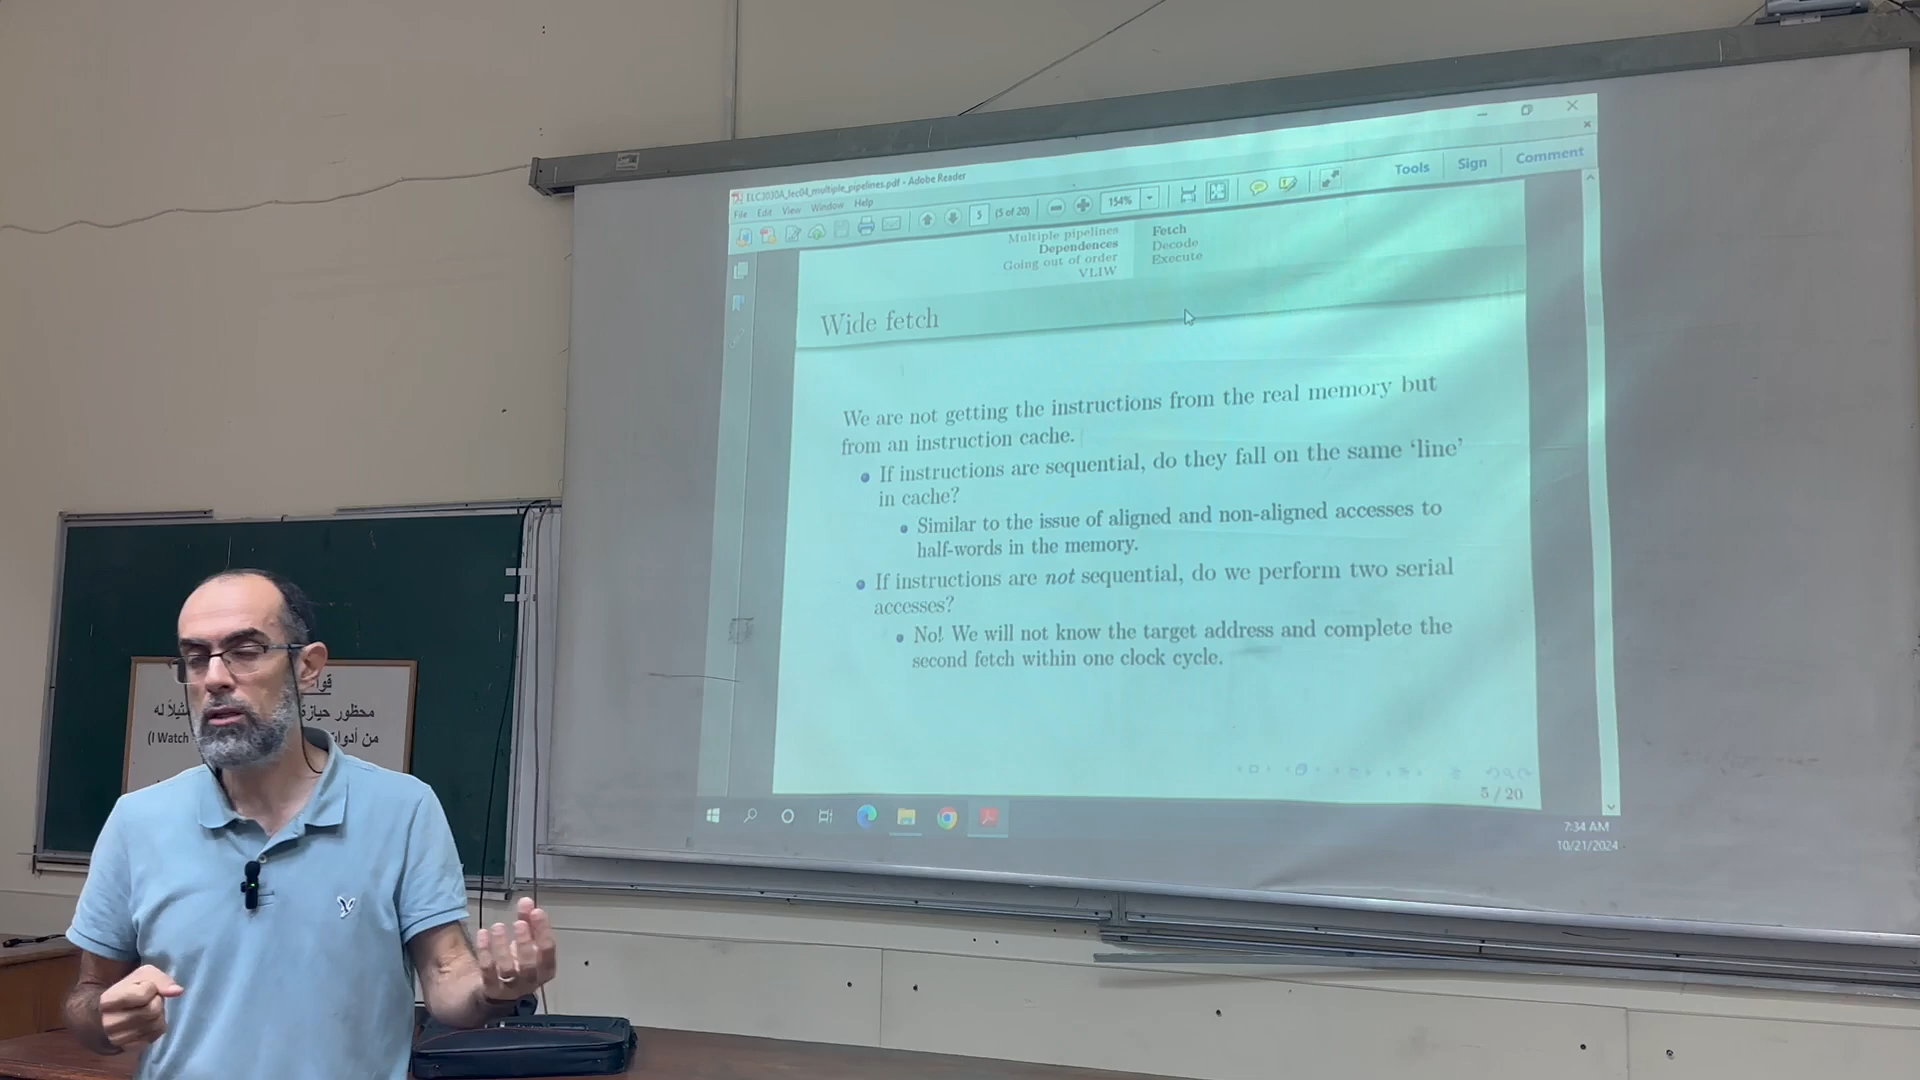 ELC3030A_lec04_multiple_pipelines.pdf - Adobe Reader
File Edit View Window Help
Tools Sign Comment
5 (5 of 20) 154%
Multiple pipelines
Dependences
Going out of order
VLIW
Fetch
Decode
Execute
Wide fetch
We are not getting the instructions from the real memory but
from an instruction cache.
If instructions are sequential, do they fall on the same ‘line’
in cache?
Similar to the issue of aligned and non-aligned accesses to
half-words in the memory.
If instructions are not sequential, do we perform two serial
accesses?
No! We will not know the target address and complete the
second fetch within one clock cycle.
5 / 20
7:34 AM
10/21/2024
محظور حيازة
من
(I Watch